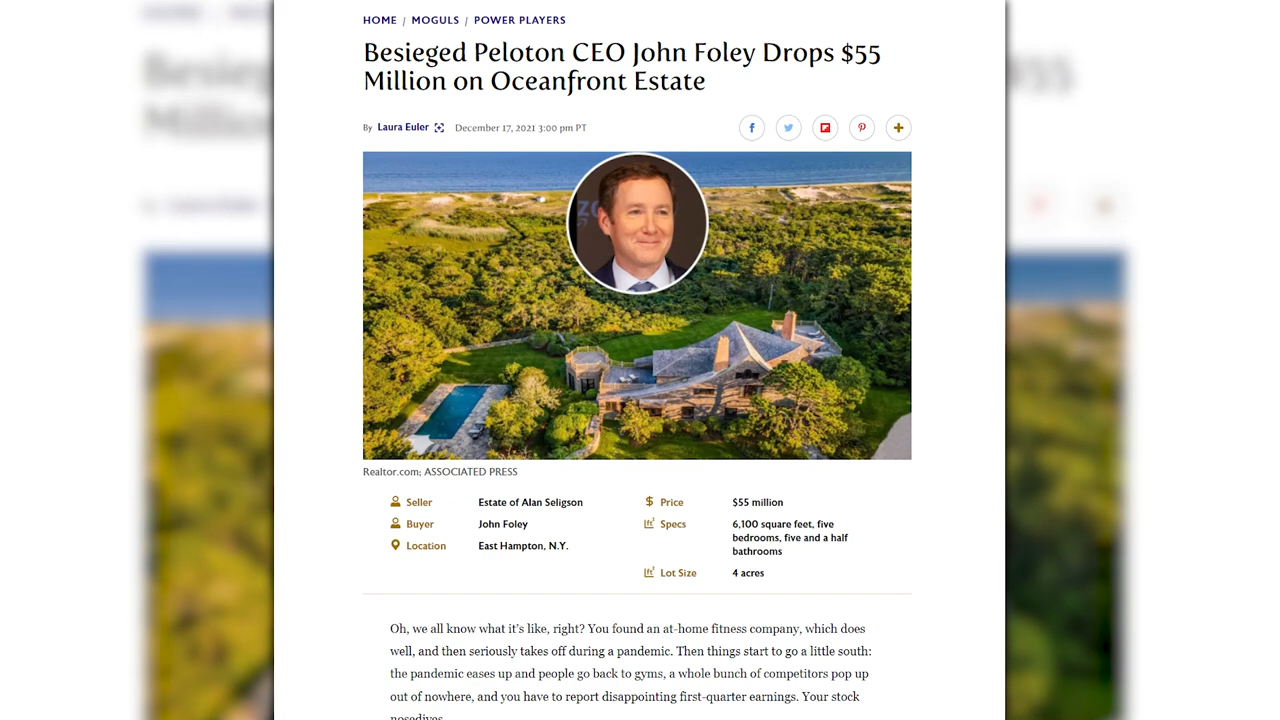 HOME / MOGULS / POWER PLAYERS
Besieged Peloton CEO John Foley Drops $55
Million on Oceanfront Estate
By Laura Euler December 17, 2021 3:00 pm PT
Realtor.com; ASSOCIATED PRESS
Seller Estate of Alan Seligson
Buyer John Foley
Location East Hampton, N.Y.
$ Price $55 million
Specs 6,100 square feet, five
bedrooms, five and a half
bathrooms
Lot Size 4 acres
Oh, we all know what it's like, right? You found an at-home fitness company, which does
well, and then seriously takes off during a pandemic. Then things start to go a little south:
the pandemic eases up and people go back to gyms, a whole bunch of competitors pop up
out of nowhere, and you have to report disappointing first-quarter earnings. Your stock
nosedives